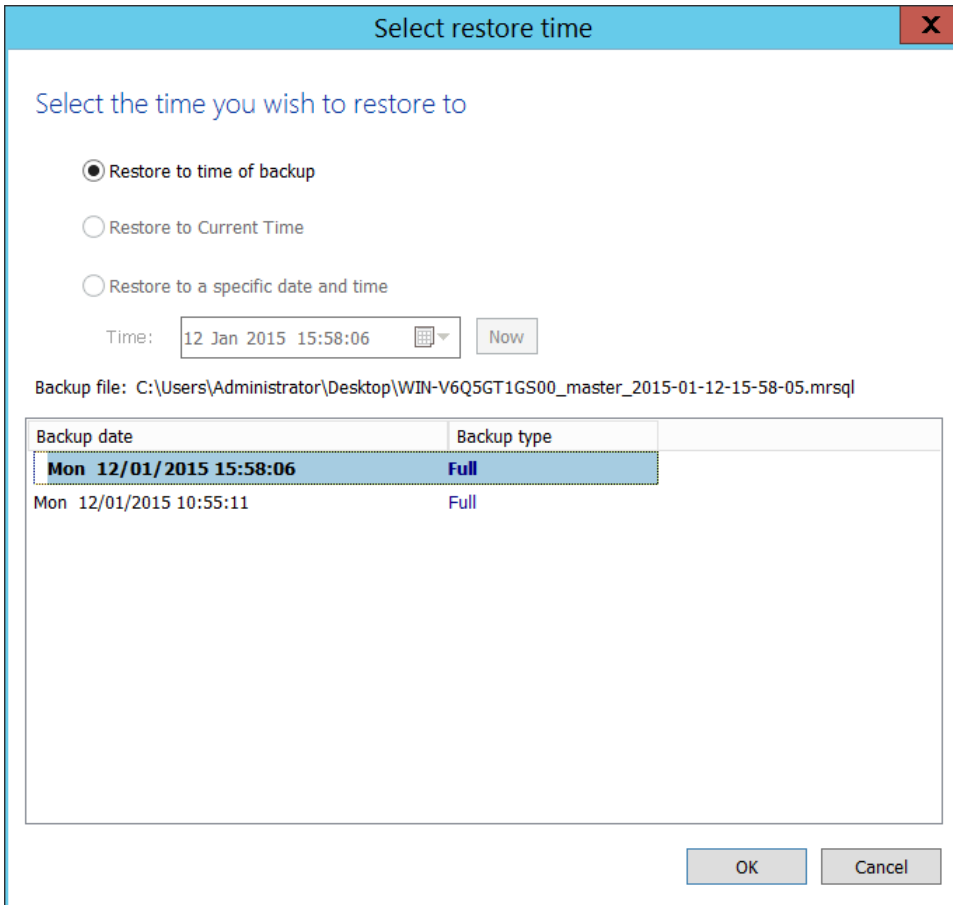 Select restore time
X
Select the time you wish to restore to
Restore to time of backup
Restore to Current Time
Restore to a specific date and time
Time: 12 Jan 2015 15:58:06 Now
Backup file: C:\Users\Administrator\Desktop\WIN-V6Q5GT1GS00_master_2015-01-12-15-58-05.mrsql
Backup date Backup type
Mon 12/01/2015 15:58:06 Full
Mon 12/01/2015 10:55:11 Full
OK Cancel